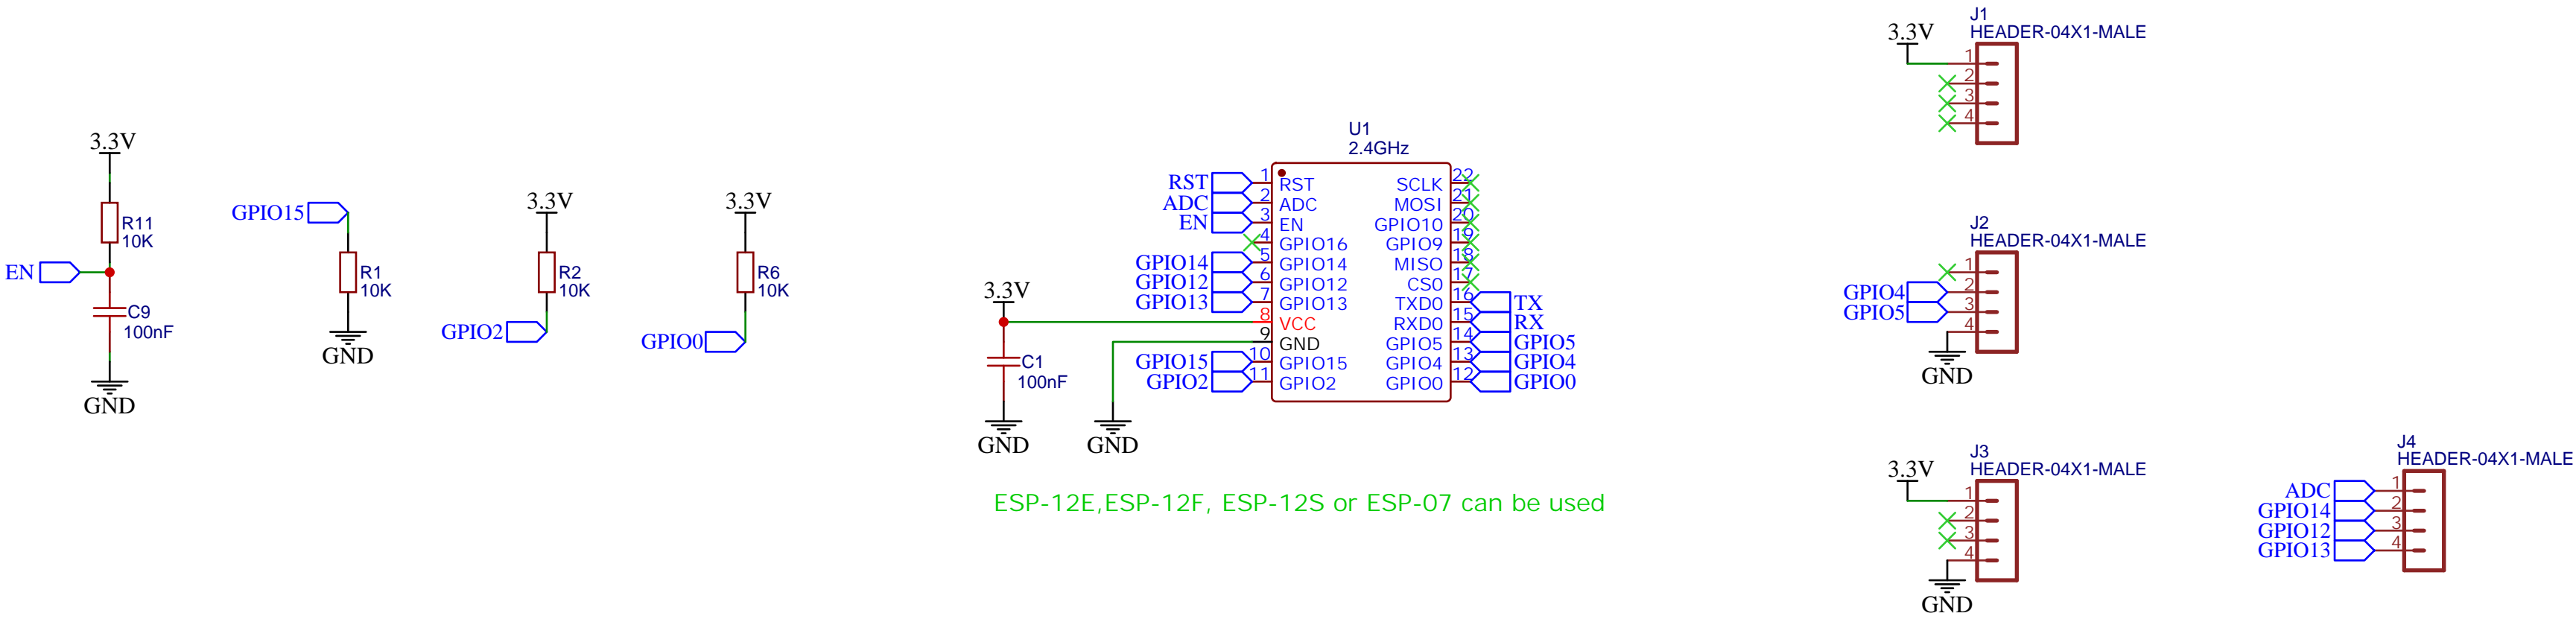 3.3V
R11
10K
EN
C9
100nF
GND
GPIO15
R1
10K
GND
3.3V
R2
10K
GPIO2
3.3V
R6
10K
GPIO0
U1
2.4GHz
RST 1 RST
ADC 2 ADC
EN 3 EN
4 GPIO16
GPIO14 5 GPIO14
GPIO12 6 GPIO12
GPIO13 7 GPIO13
8 VCC
9 GND
GPIO15 10 GPIO15
GPIO2 11 GPIO2
SCLK 22
MOSI 21
GPIO10 20
GPIO9 19
MISO 18
CS0 17
TXD0 16 TX
RXD0 15 RX
GPIO5 14 GPIO5
GPIO4 13 GPIO4
GPIO0 12 GPIO0
3.3V
C1
100nF
GND
GND
ESP-12E,ESP-12F, ESP-12S or ESP-07 can be used
J1
HEADER-04X1-MALE
3.3V
1
2
3
4
J2
HEADER-04X1-MALE
1
GPIO4 2
GPIO5 3
4
GND
J3
HEADER-04X1-MALE
3.3V
1
2
3
4
GND
J4
HEADER-04X1-MALE
ADC 1
GPIO14 2
GPIO12 3
GPIO13 4